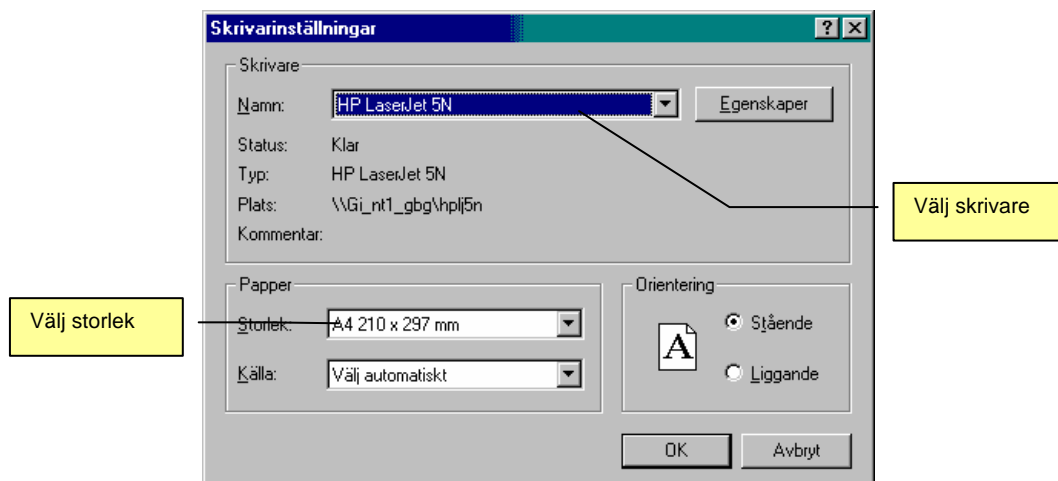 Skrivarinställningar
Skrivare
Namn: HP LaserJet 5N Egenskaper
Status: Klar
Typ: HP LaserJet 5N
Plats: \\Gi_nt1_gbg\hplj5n
Kommentar:
Välj skrivare
Papper
Storlek: A4 210 x 297 mm
Källa: Välj automatiskt
Välj storlek
Orientering
A
Stående
Liggande
OK Avbryt